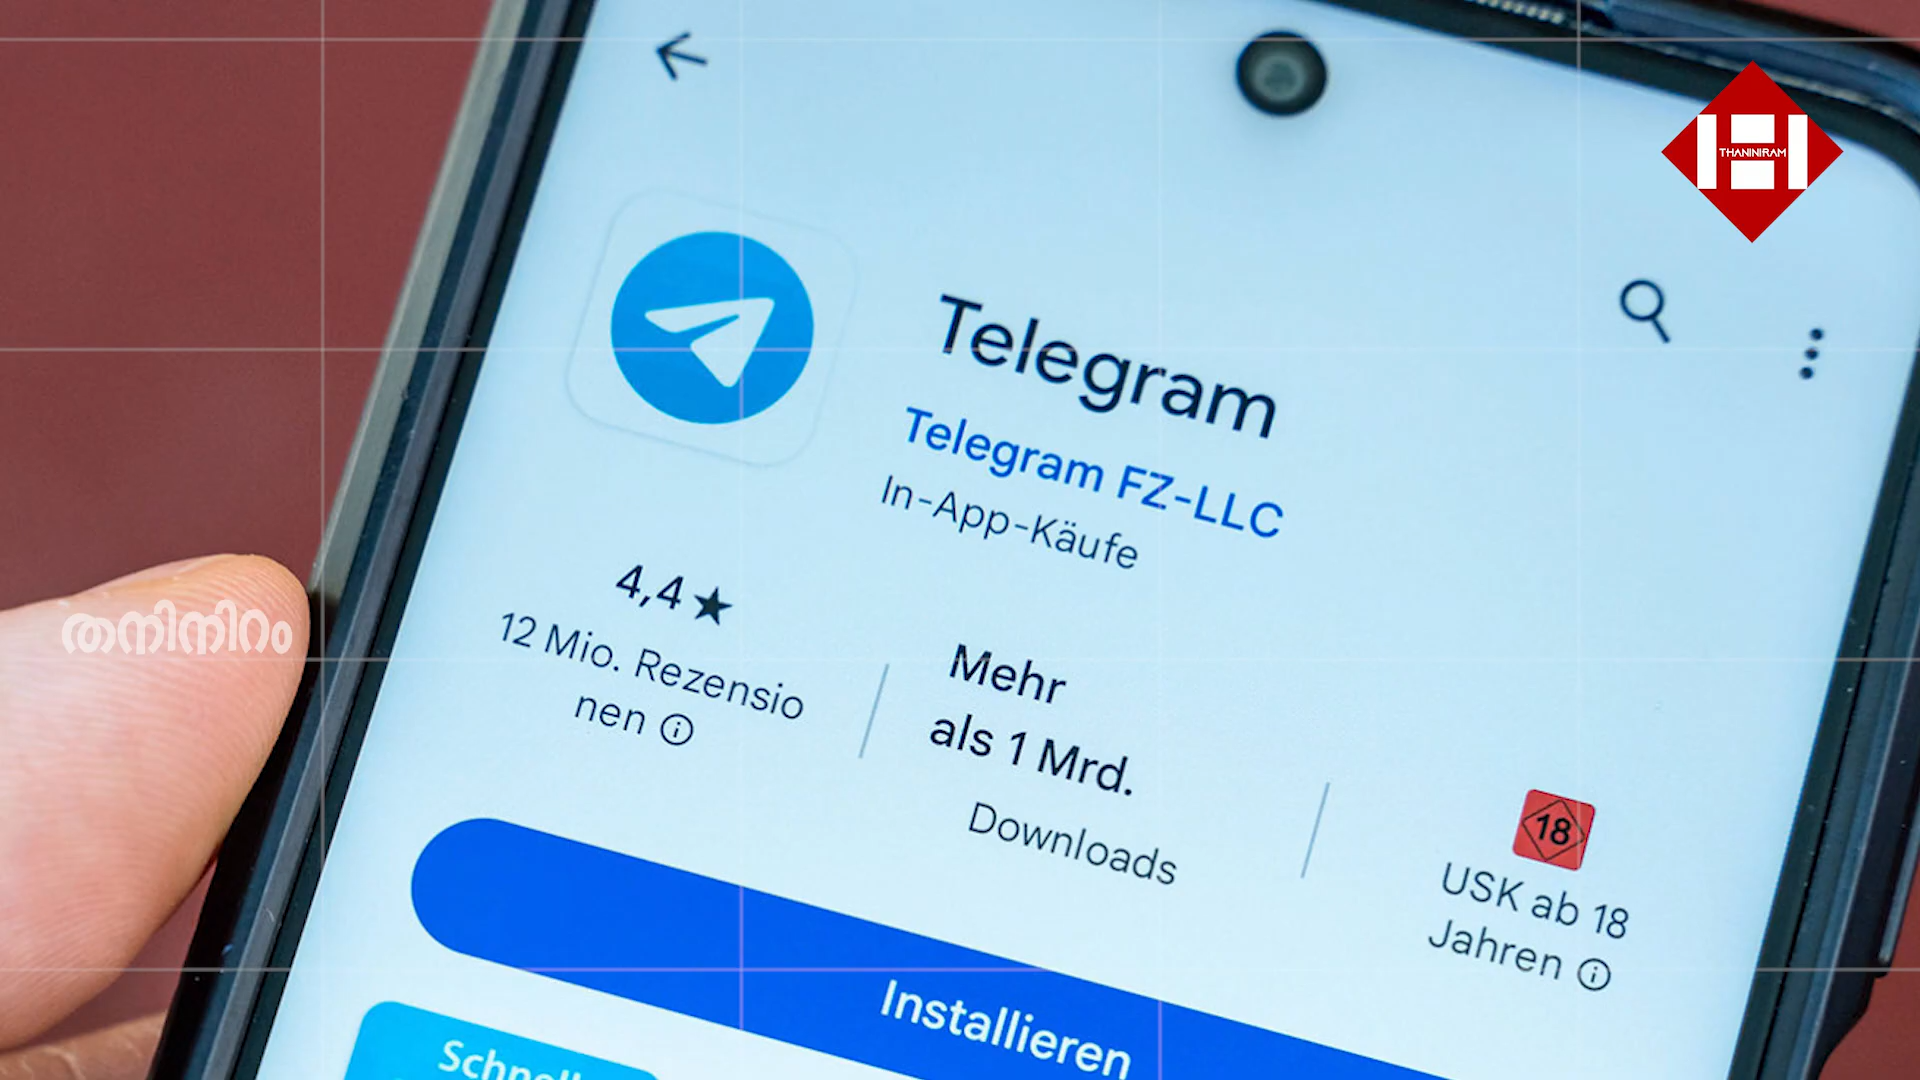 THANINIRAM
Telegram
Telegram FZ-LLC
In-App-Käufe
4,4★
12 Mio. Rezensio
nen
Mehr
als 1 Mrd.
Downloads
18
USK ab 18
Jahren
തനിനിറം
Installieren